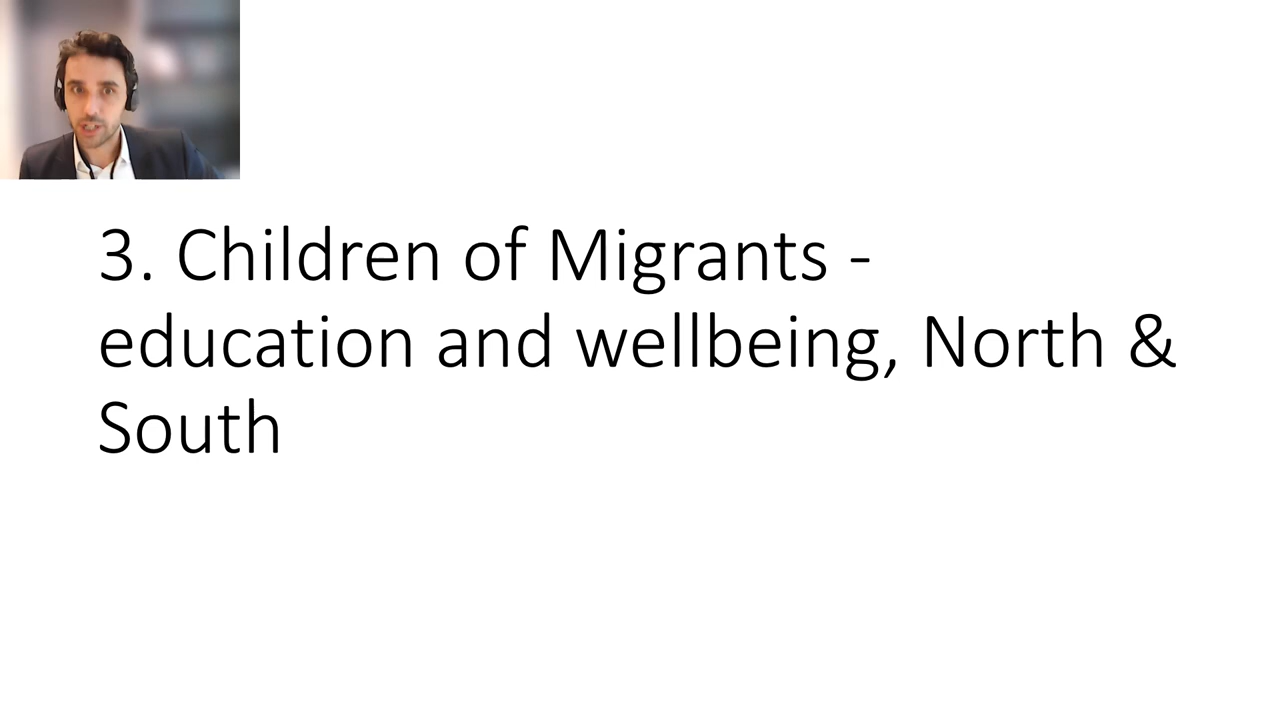 3. Children of Migrants -
education and wellbeing, North &
South